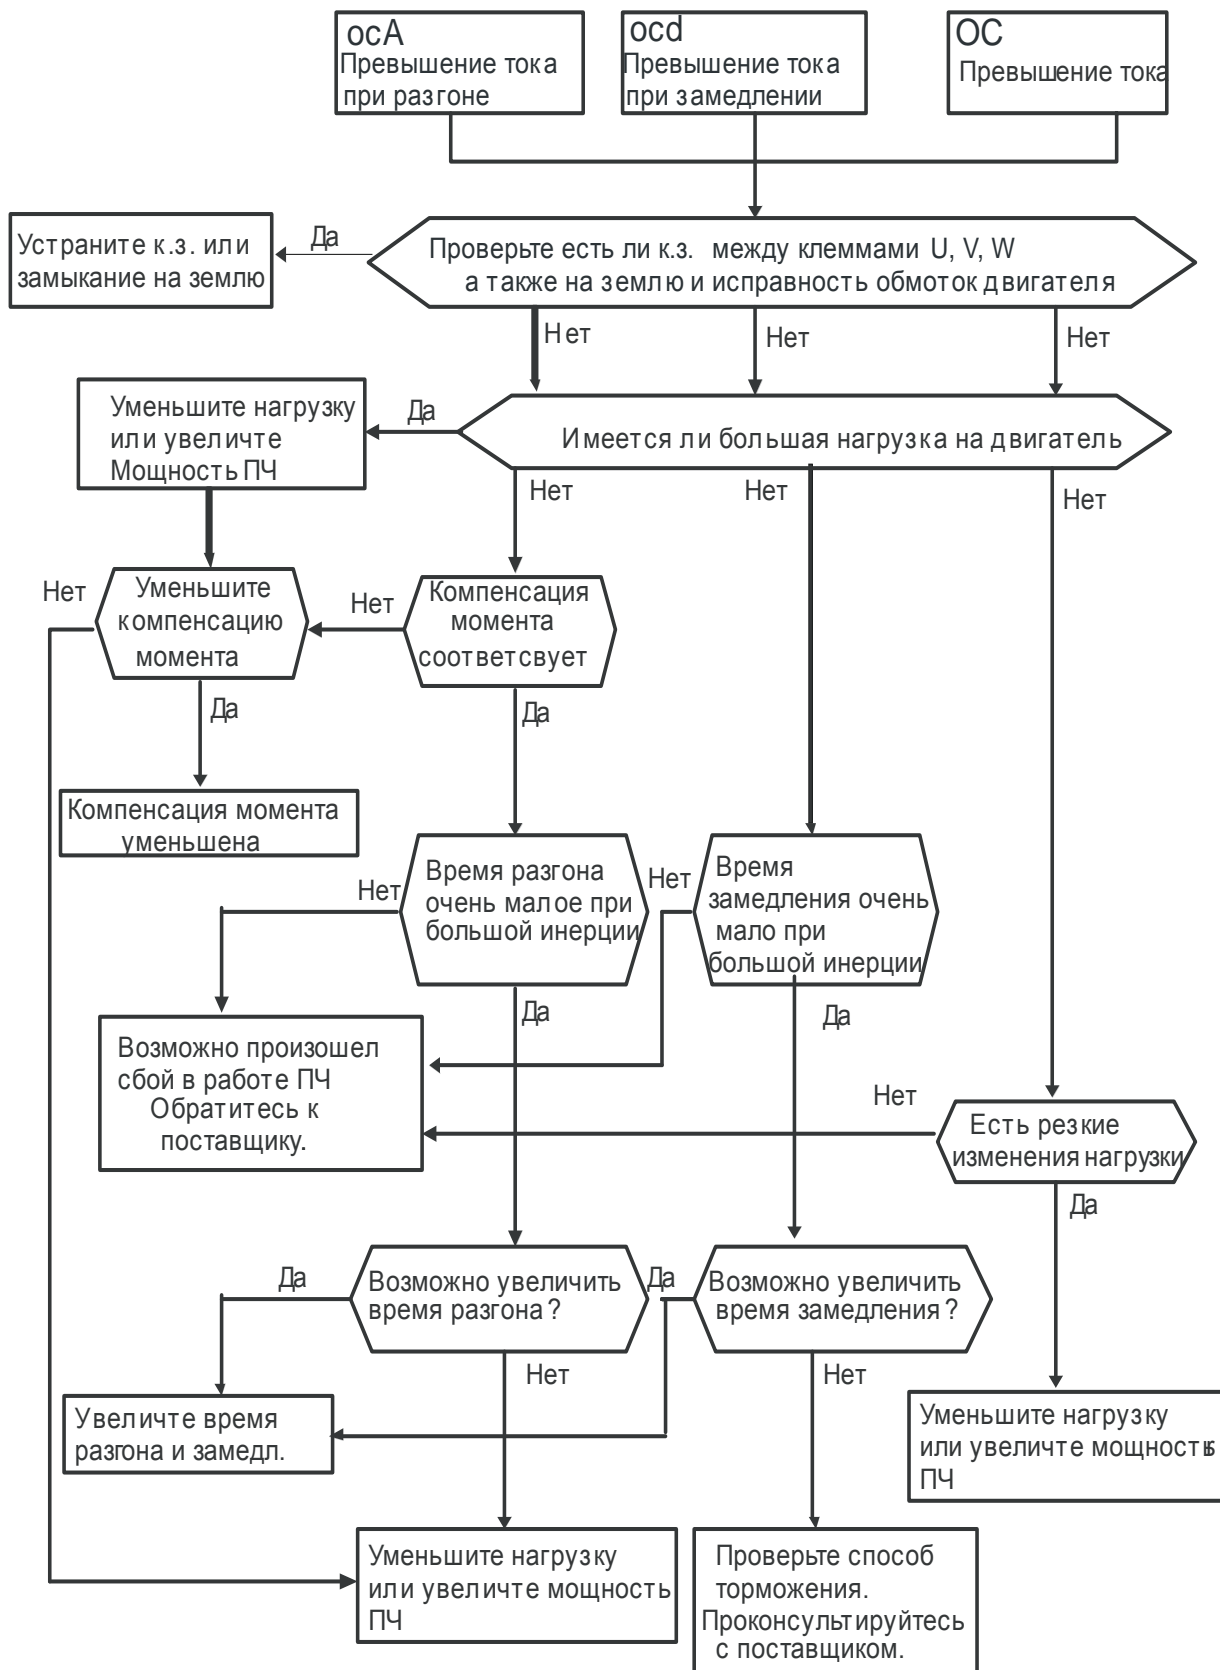 ocA
Превышение тока
при разгоне
ocd
Превышение тока
при замедлении
OC
Превышение тока
Устраните к.з. или
замыкание на землю
Да
Проверьте есть ли к.з. между клеммами U, V, W
а также на землю и исправность обмоток двигателя
Нет
Нет
Нет
Уменьшите нагрузку
или увеличте
Мощность ПЧ
Да
Имеется ли большая нагрузка на двигатель
Нет
Нет
Нет
Нет
Уменьшите
компенсацию
момента
Нет
Компенсация
момента
соответсвует
Да
Да
Компенсация момента
уменьшена
Нет
Время разгона
очень малое при
большой инерции
Нет
Время
замедления очень
мало при
большой инерции
Да
Да
Возможно произошел
сбой в работе ПЧ
Обратитесь к
поставщику.
Нет
Есть резкие
изменения нагрузки
Да
Да
Возможно увеличить
время разгона?
Да
Возможно увеличить
время замедления?
Нет
Нет
Увеличте время
разгона и замедл.
Уменьшите нагрузку
или увеличте мощность
ПЧ
Уменьшите нагрузку
или увеличте мощность
ПЧ
Проверьте способ
торможения.
Проконсультируйтесь
с поставщиком.